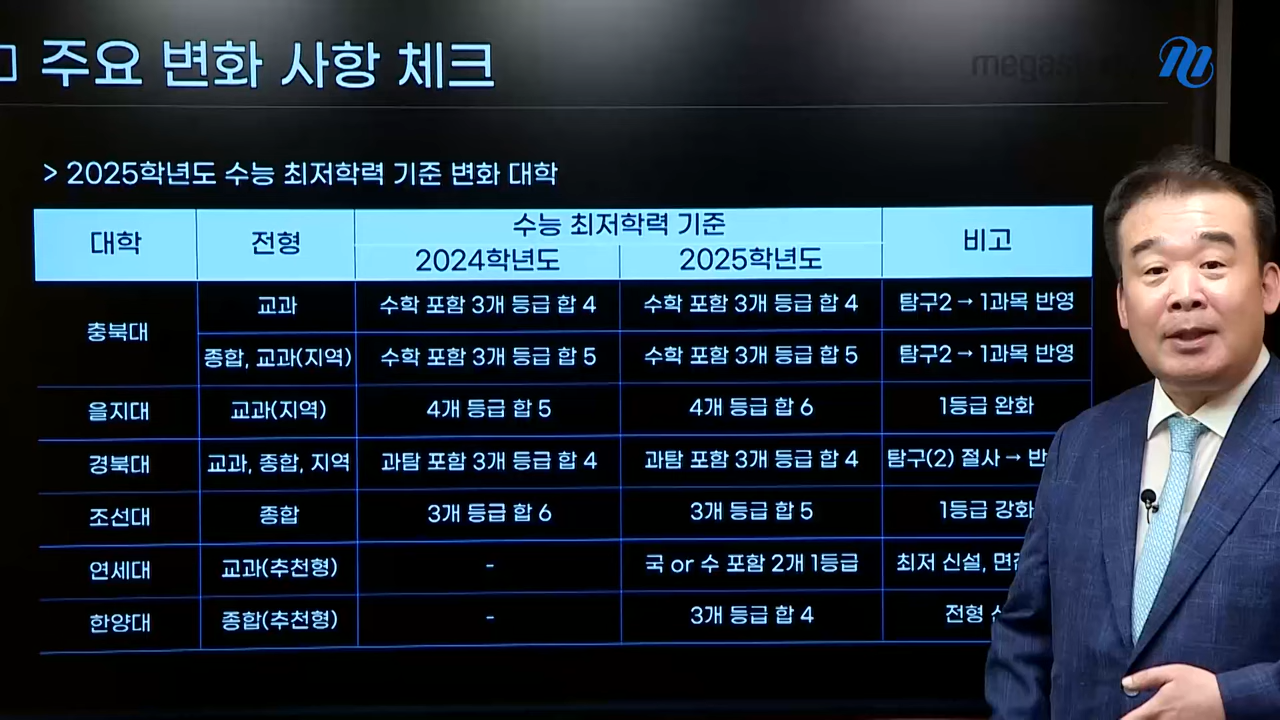 주요 변화 사항 체크
> 2025학년도 수능 최저학력 기준 변화 대학
대학 전형 수능 최저학력 기준 비고
2024학년도 2025학년도
충북대 교과 수학 포함 3개 등급 합 4 수학 포함 3개 등급 합 4 탐구2 → 1과목 반영
종합, 교과(지역) 수학 포함 3개 등급 합 5 수학 포함 3개 등급 합 5 탐구2 → 1과목 반영
을지대 교과(지역) 4개 등급 합 5 4개 등급 합 6 1등급 완화
경북대 교과, 종합, 지역 과탐 포함 3개 등급 합 4 과탐 포함 3개 등급 합 4 탐구(2) 절사 →
조선대 종합 3개 등급 합 6 3개 등급 합 5 1등급 강화
연세대 교과(추천형) - 국 or 수 포함 2개 1등급 최저 신설,
한양대 종합(추천형) - 3개 등급 합 4 전형